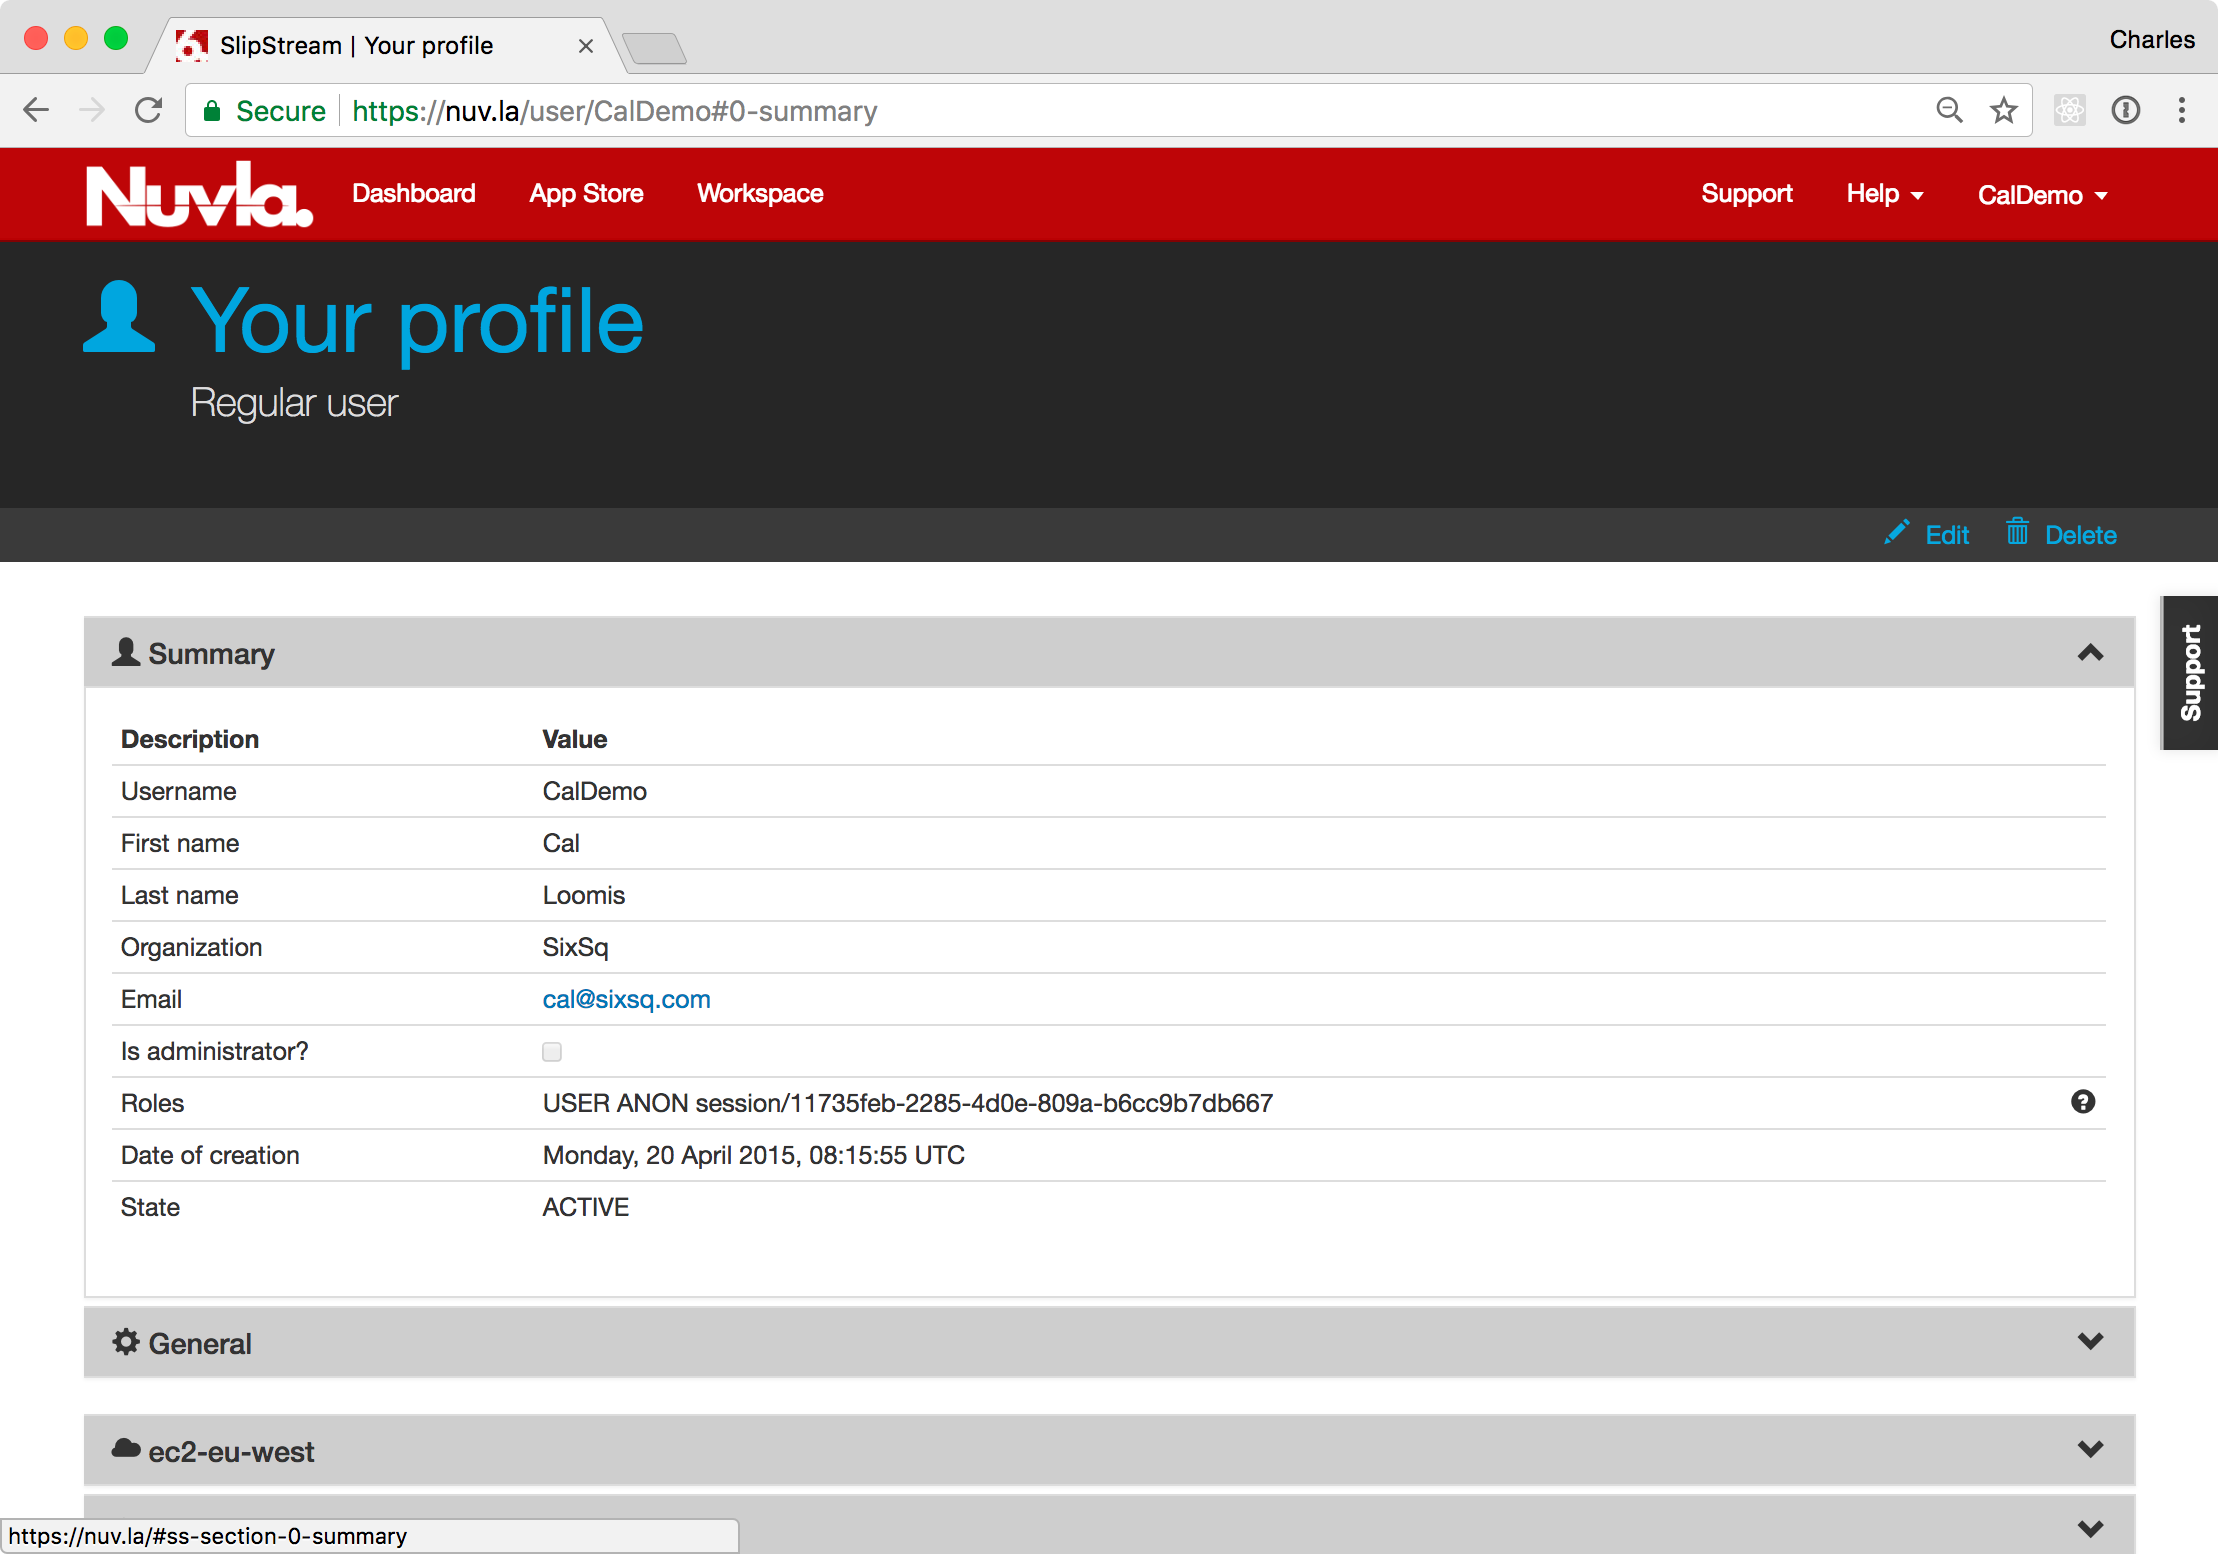 SlipStream | Your profile
Charles
Secure https://nuv.la/user/CalDemo#0-summary
Nuvla. Dashboard App Store Workspace Support Help CalDemo
Your profile
Regular user
Edit Delete
Support
Summary
Description Value
Username CalDemo
First name Cal
Last name Loomis
Organization SixSq
Email cal@sixsq.com
Is administrator?
Roles USER ANON session/11735feb-2285-4d0e-809a-b6cc9b7db667
Date of creation Monday, 20 April 2015, 08:15:55 UTC
State ACTIVE
General
ec2-eu-west
https://nuv.la/#ss-section-0-summary